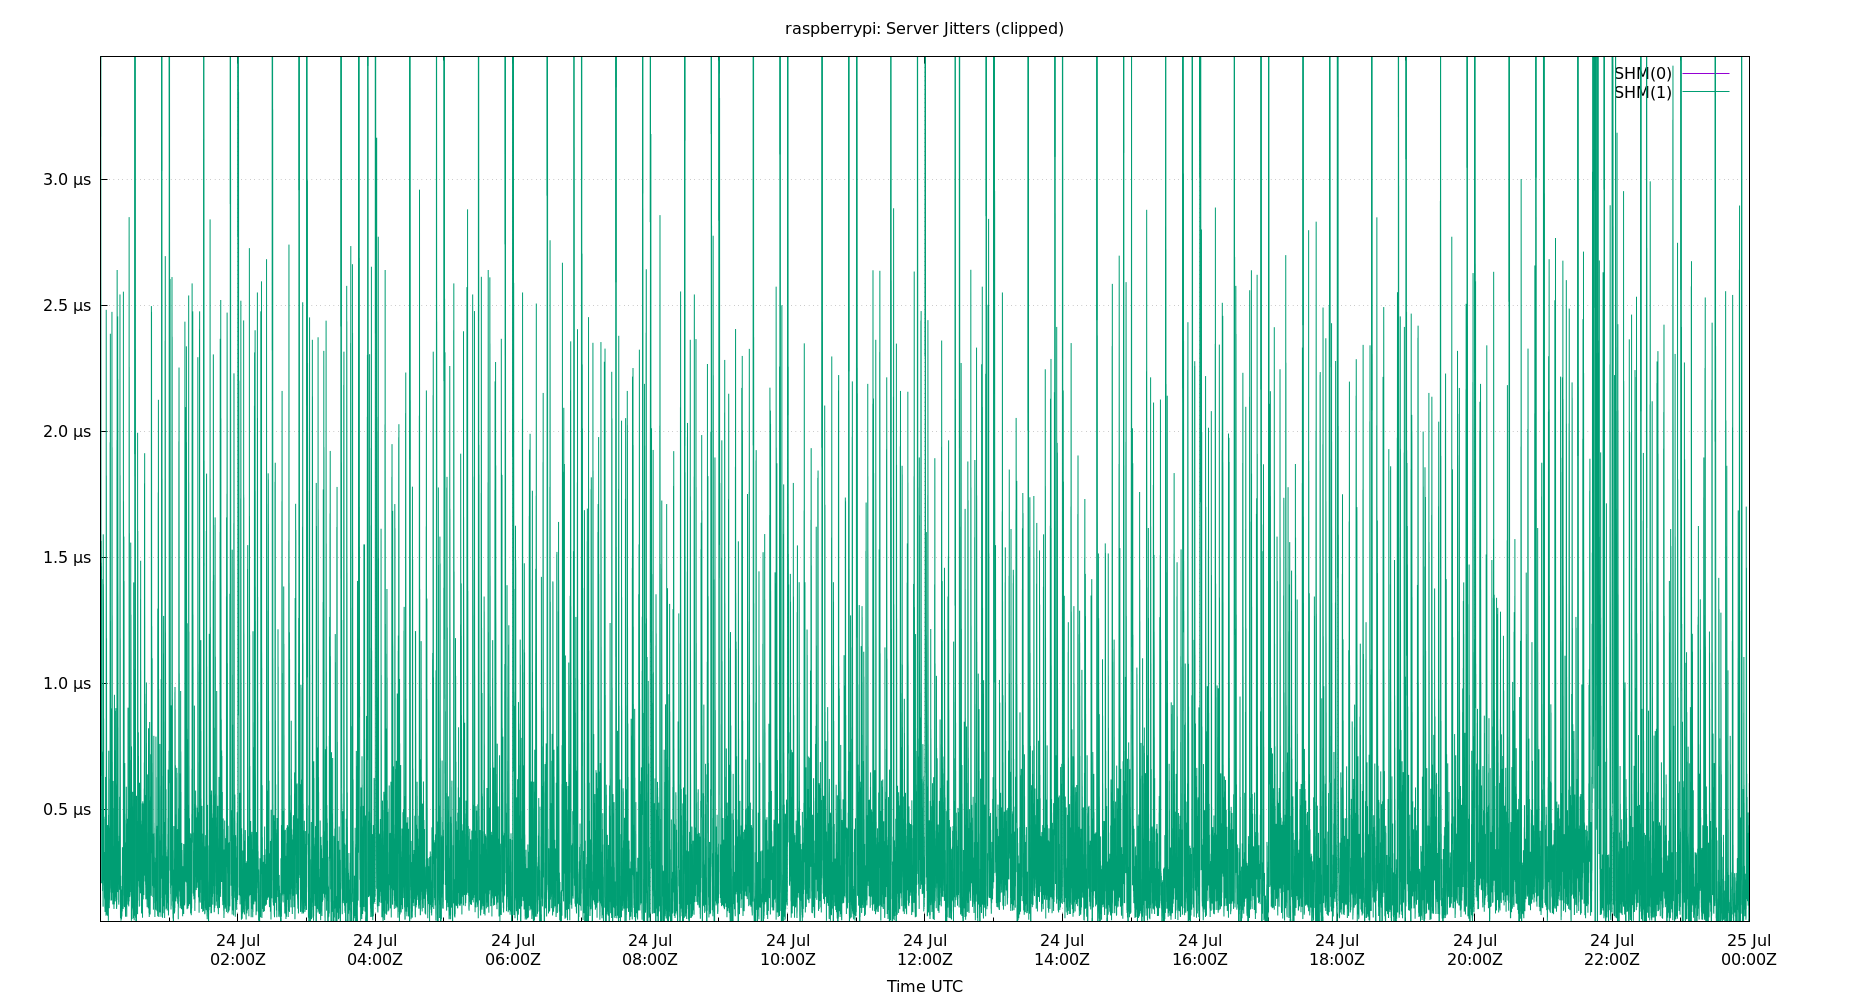 raspberrypi: Server Jitters (clipped)
SHM(0)
SHM(1)
3.0 µs
2.5 µs
2.0 µs
1.5 µs
1.0 µs
0.5 µs
24 Jul 24 Jul 24 Jul 24 Jul 24 Jul 24 Jul 24 Jul 24 Jul 24 Jul 24 Jul 24 Jul 25 Jul
02:00Z 04:00Z 06:00Z 08:00Z 10:00Z 12:00Z 14:00Z 16:00Z 18:00Z 20:00Z 22:00Z 00:00Z
Time UTC